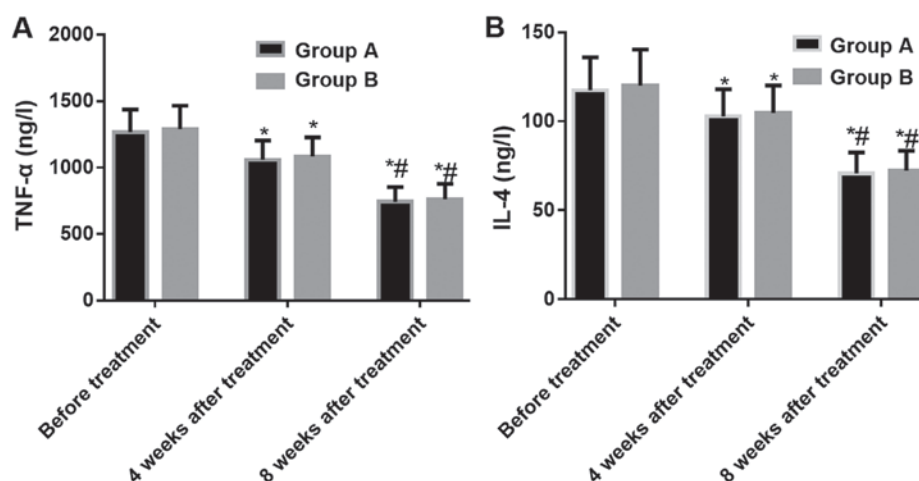 A
TNF-α (ng/l)
2000
1500
1000
500
0
Group A
Group B
*
*
*#
*#
Before treatment
4 weeks after treatment
8 weeks after treatment
B
IL-4 (ng/l)
150
100
50
0
Group A
Group B
*
*
*#
*#
Before treatment
4 weeks after treatment
8 weeks after treatment